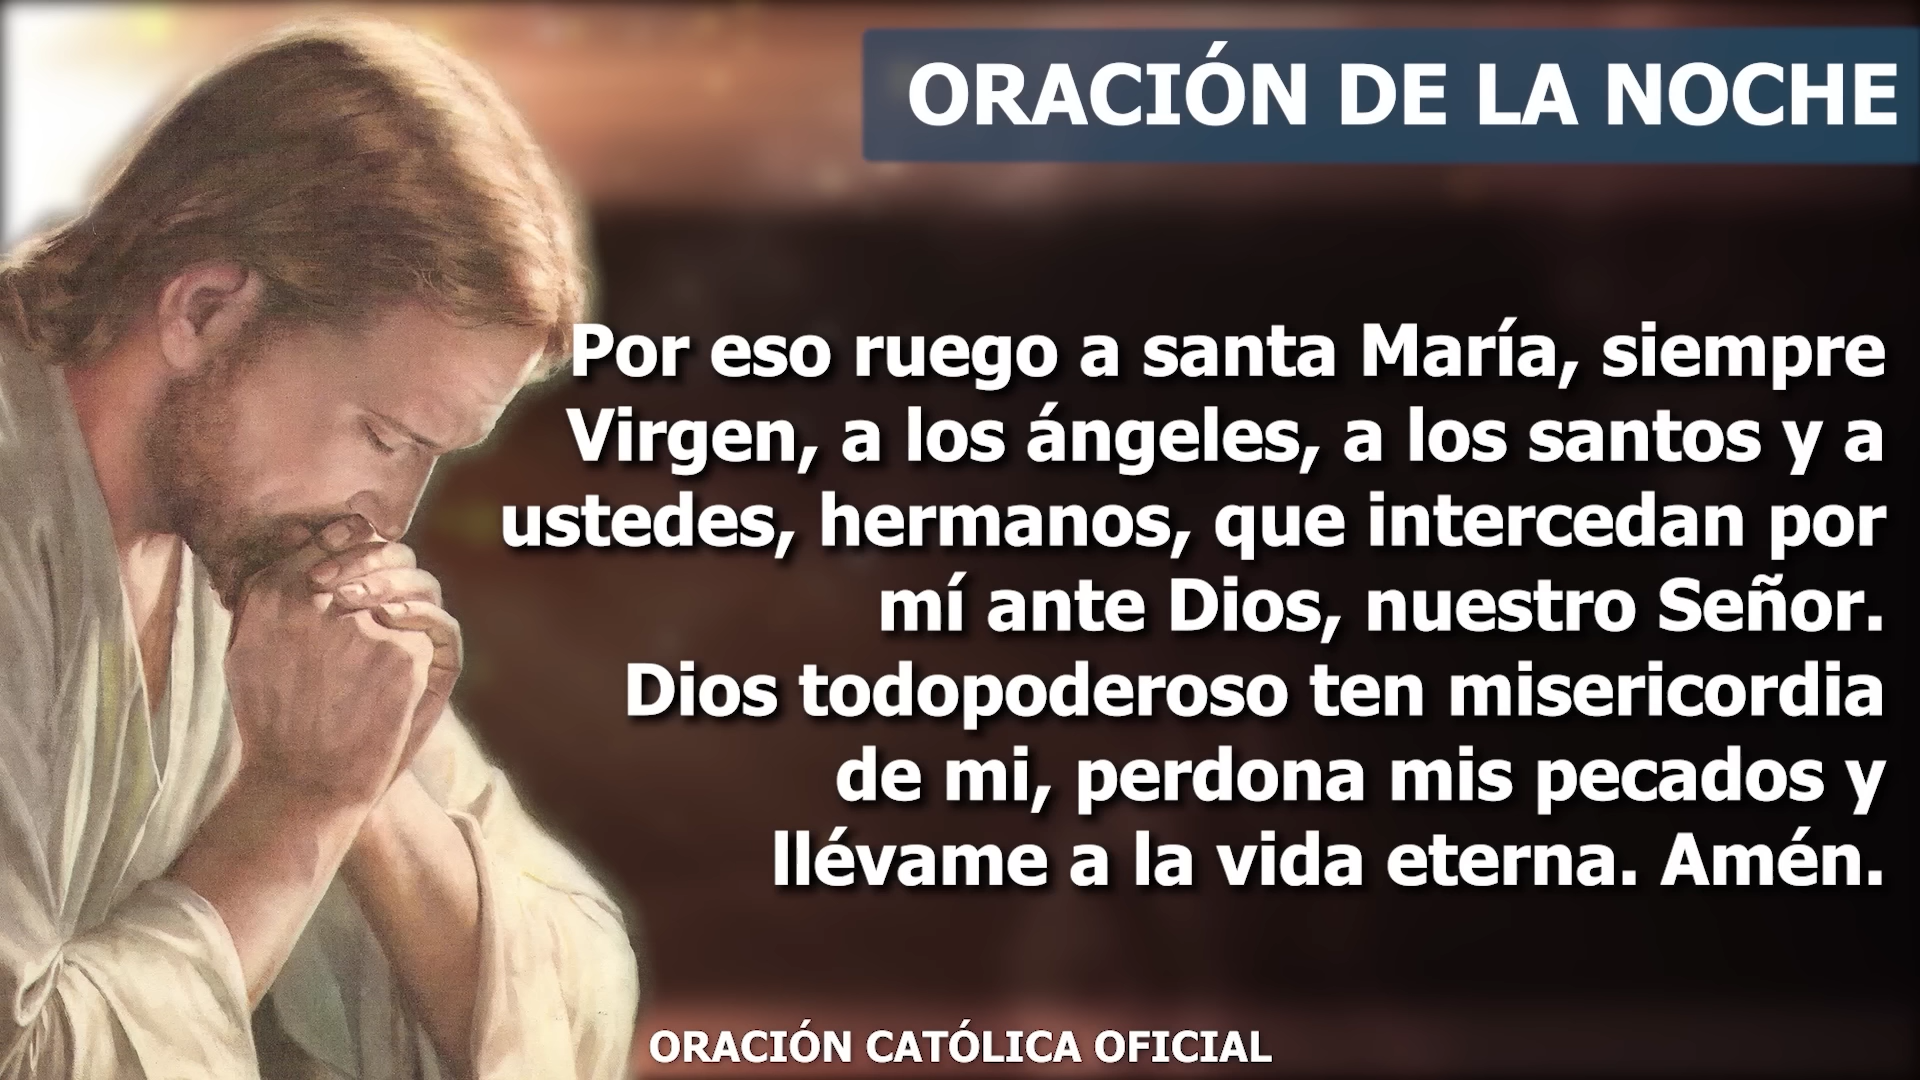 ORACIÓN DE LA NOCHE
Por eso ruego a santa María, siempre
Virgen, a los ángeles, a los santos y a
ustedes, hermanos, que intercedan por
mí ante Dios, nuestro Señor.
Dios todopoderoso ten misericordia
de mi, perdona mis pecados y
llévame a la vida eterna. Amén.
ORACIÓN CATÓLICA OFICIAL